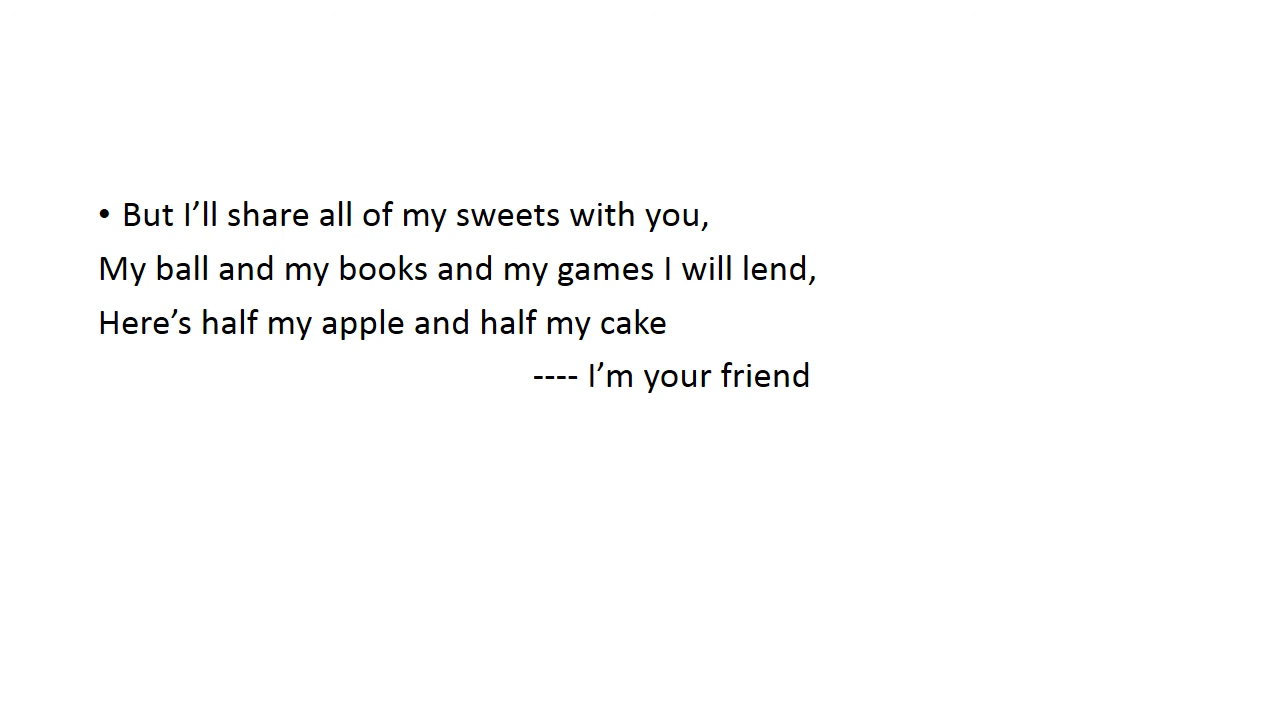 • But I’ll share all of my sweets with you,
My ball and my books and my games I will lend,
Here’s half my apple and half my cake
---- I’m your friend